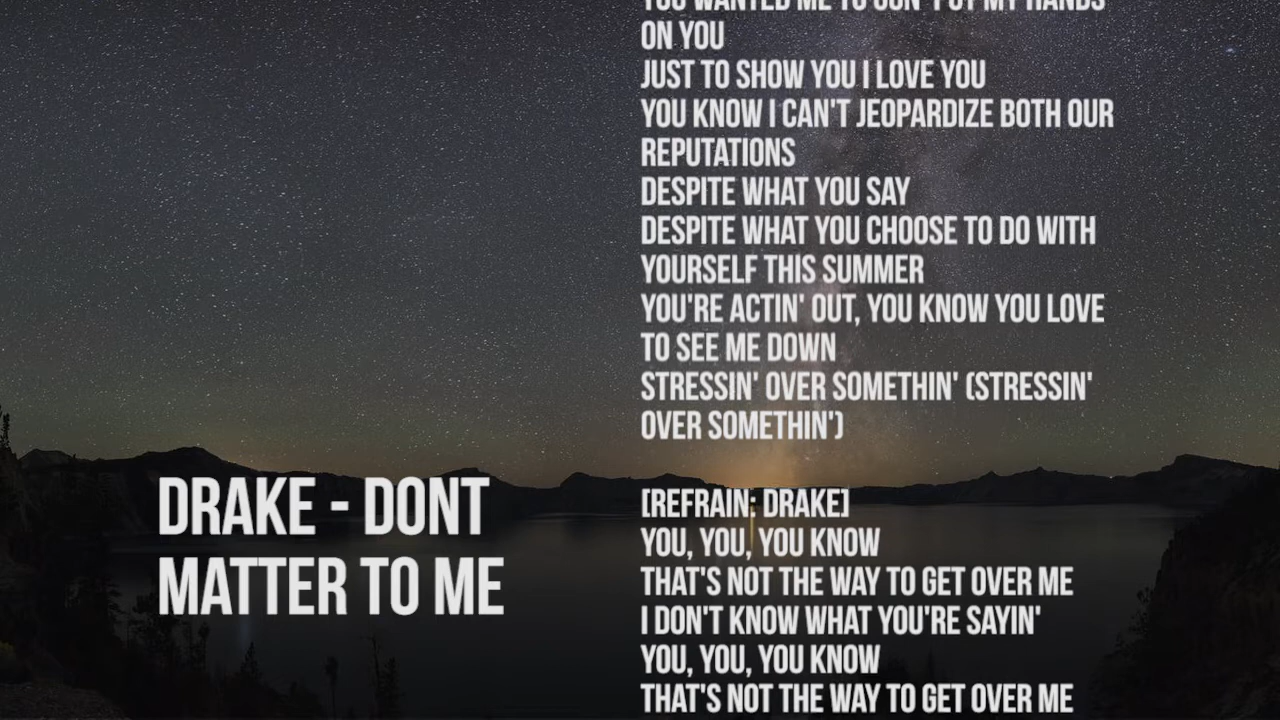 YOU WANTED ME TO
ON YOU
JUST TO SHOW YOU I LOVE YOU
YOU KNOW I CAN'T JEOPARDIZE BOTH OUR
REPUTATIONS
DESPITE WHAT YOU SAY
DESPITE WHAT YOU CHOOSE TO DO WITH
YOURSELF THIS SUMMER
YOU'RE ACTIN' OUT, YOU KNOW YOU LOVE
TO SEE ME DOWN
STRESSIN' OVER SOMETHIN' (STRESSIN'
OVER SOMETHIN')
DRAKE - DONT
MATTER TO ME
[REFRAIN: DRAKE]
YOU, YOU, YOU KNOW
THAT'S NOT THE WAY TO GET OVER ME
I DON'T KNOW WHAT YOU'RE SAYIN'
YOU, YOU, YOU KNOW
THAT'S NOT THE WAY TO GET OVER ME